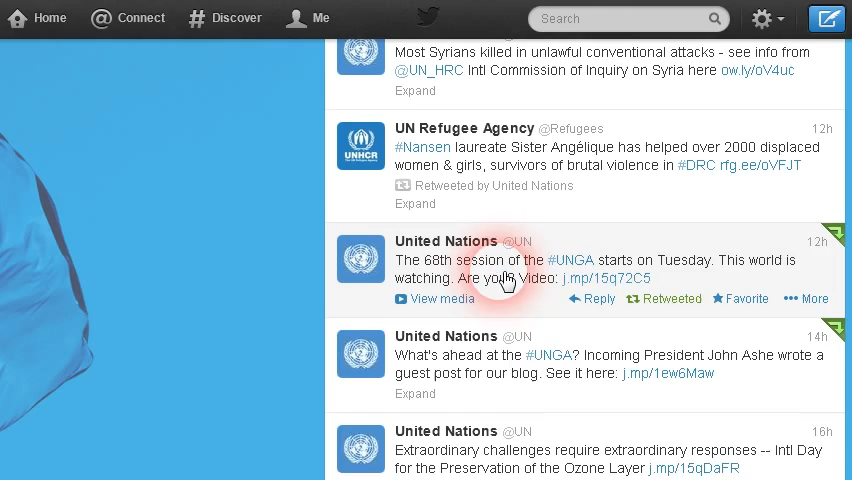 Home Connect Discover Me Search
Most Syrians killed in unlawful conventional attacks - see info from
@UN_HRC Intl Commission of Inquiry on Syria here ow.ly/oV4uc
Expand
UN Refugee Agency @Refugees 12h
#Nansen laureate Sister Angélique has helped over 2000 displaced
women & girls, survivors of brutal violence in #DRC rfg.ee/oVFJT
Retweeted by United Nations
Expand
UNHCR
United Nations @UN 12h
The 68th session of the #UNGA starts on Tuesday. This world is
watching. Are you? Video: j.mp/15q72C5
View media Reply Retweeted Favorite More
United Nations @UN 14h
What's ahead at the #UNGA? Incoming President John Ashe wrote a
guest post for our blog. See it here: j.mp/1ew6Maw
Expand
United Nations @UN 16h
Extraordinary challenges require extraordinary responses -- Intl Day
for the Preservation of the Ozone Layer j.mp/15qDaFR